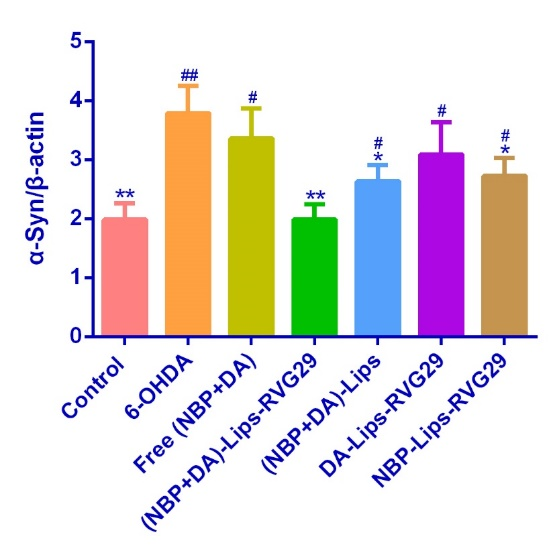 α-Syn/β-actin
5
4
3
2
1
0
**
##
#
**
#
*
#
#
*
Control
6-OHDA
Free (NBP+DA)
(NBP+DA)-Lips-RVG29
(NBP+DA)-Lips
DA-Lips-RVG29
NBP-Lips-RVG29